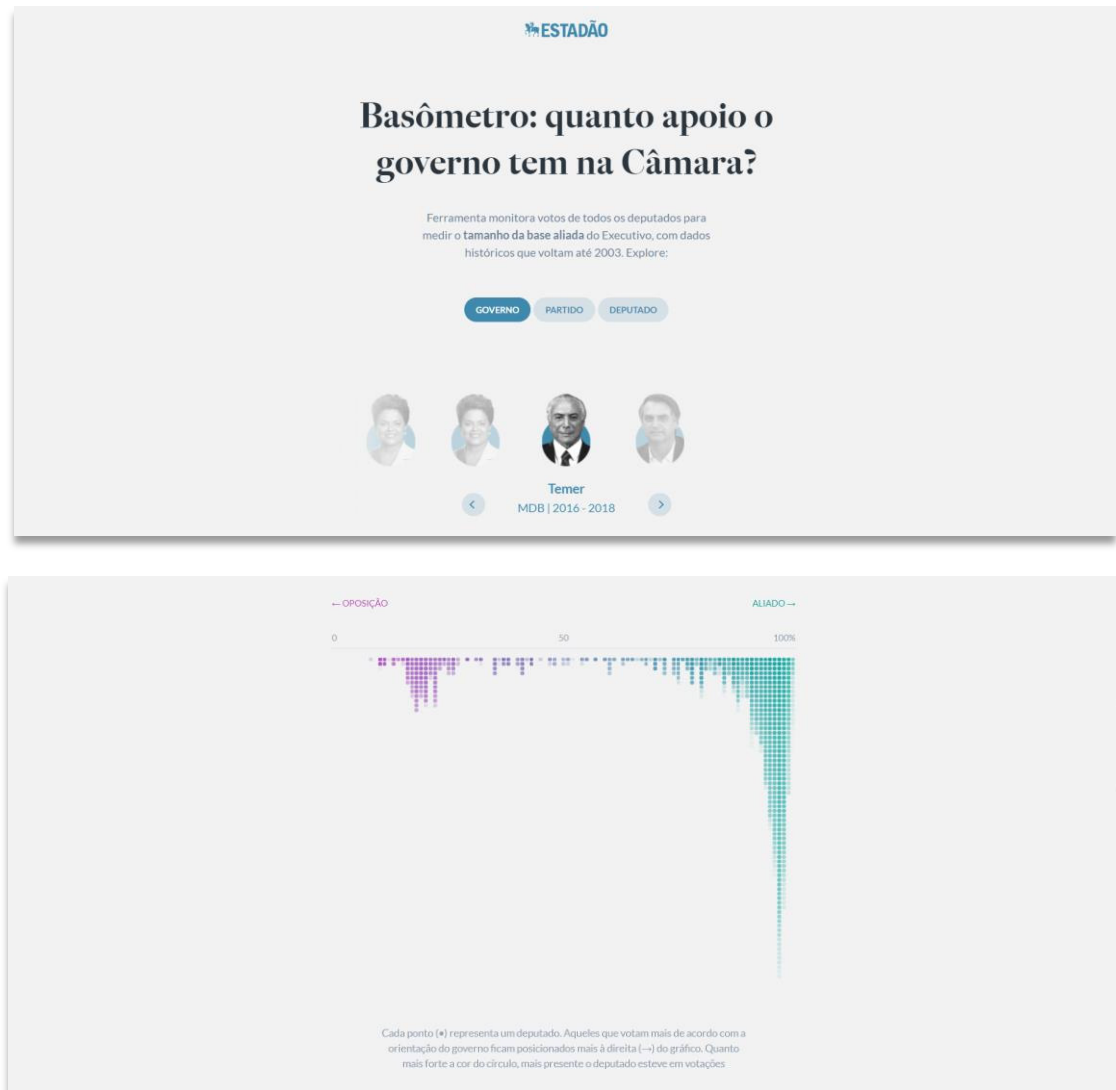 ESTADÃO
Basômetro: quanto apoio o
governo tem na Câmara?
Ferramenta monitora votos de todos os deputados para
medir o tamanho da base aliada do Executivo, com dados
históricos que voltam até 2003. Explore:
GOVERNO PARTIDO DEPUTADO
Temer
MDB | 2016 - 2018
← OPOSIÇÃO ALIADO →
0 50 100%
Cada ponto (●) representa um deputado. Aqueles que votam mais de acordo com a
orientação do governo ficam posicionados mais à direita (→) do gráfico. Quanto
mais forte a cor do círculo, mais presente o deputado esteve em votações